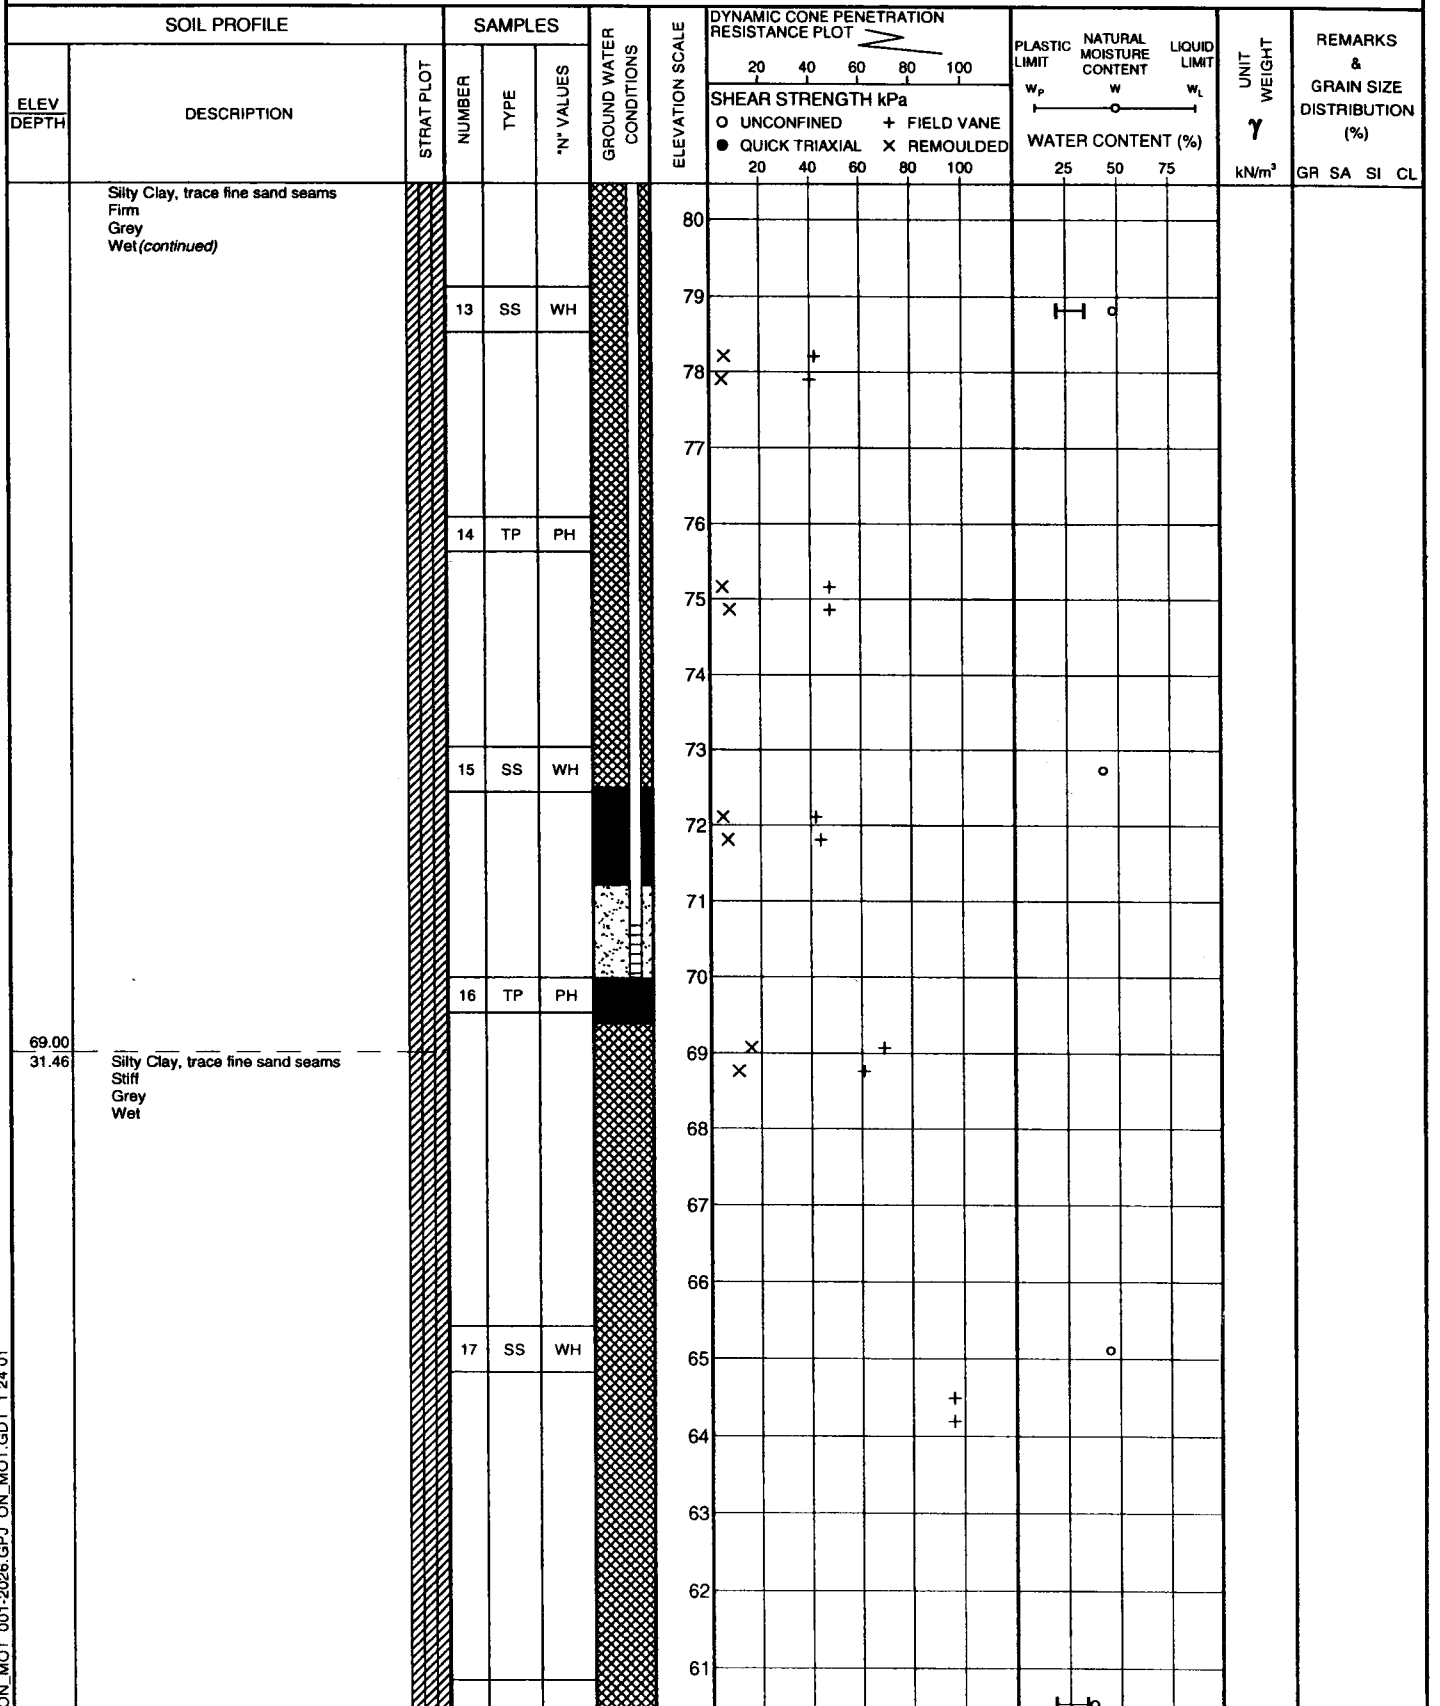 SOIL PROFILE
SAMPLES
GROUND WATER
CONDITIONS
ELEVATION SCALE
DYNAMIC CONE PENETRATION
RESISTANCE PLOT
20 40 60 80 100
PLASTIC LIMIT
NATURAL MOISTURE CONTENT
LIQUID LIMIT
WP W WL
UNIT WEIGHT
γ
kN/m³
REMARKS
&
GRAIN SIZE
DISTRIBUTION
(%)
GR SA SI CL
ELEV
DEPTH
DESCRIPTION
STRAT PLOT
NUMBER
TYPE
"N" VALUES
SHEAR STRENGTH kPa
UNCONFINED + FIELD VANE
QUICK TRIAXIAL × REMOULDED
20 40 60 80 100
WATER CONTENT (%)
25 50 75
Silty Clay, trace fine sand seams
Firm
Grey
Wet (continued)
80
79
13 SS WH
78
77
76
14 TP PH
75
74
73
15 SS WH
72
71
70
16 TP PH
69.00
31.46
Silty Clay, trace fine sand seams
Stiff
Grey
Wet
69
68
67
66
17 SS WH
65
64
63
62
61